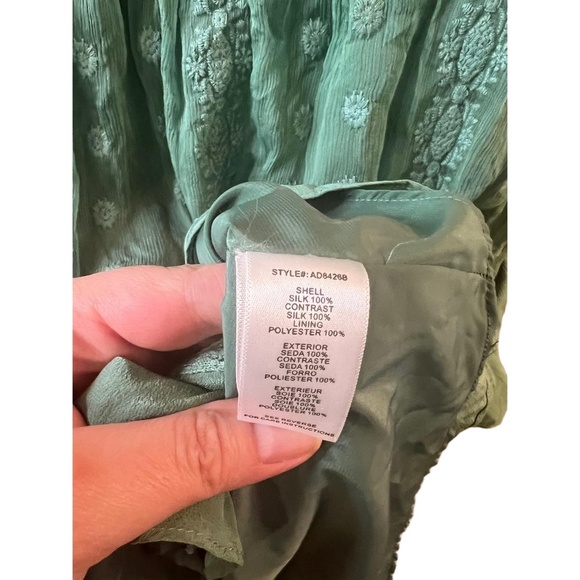 STYLE#: AD8426B
SHELL
SILK 100%
CONTRAST
SILK 100%
LINING
POLYESTER 100%
EXTERIOR
SEDA 100%
CONTRASTE
SEDA 100%
FORRO
POLIESTER 100%
EXTERIEUR
SOIE 100%
CONTRASTE
SOIE 100%
DOUBLURE
POLYESTER 100%
SEE REVERSE
FOR CARE INSTRUCTIONS